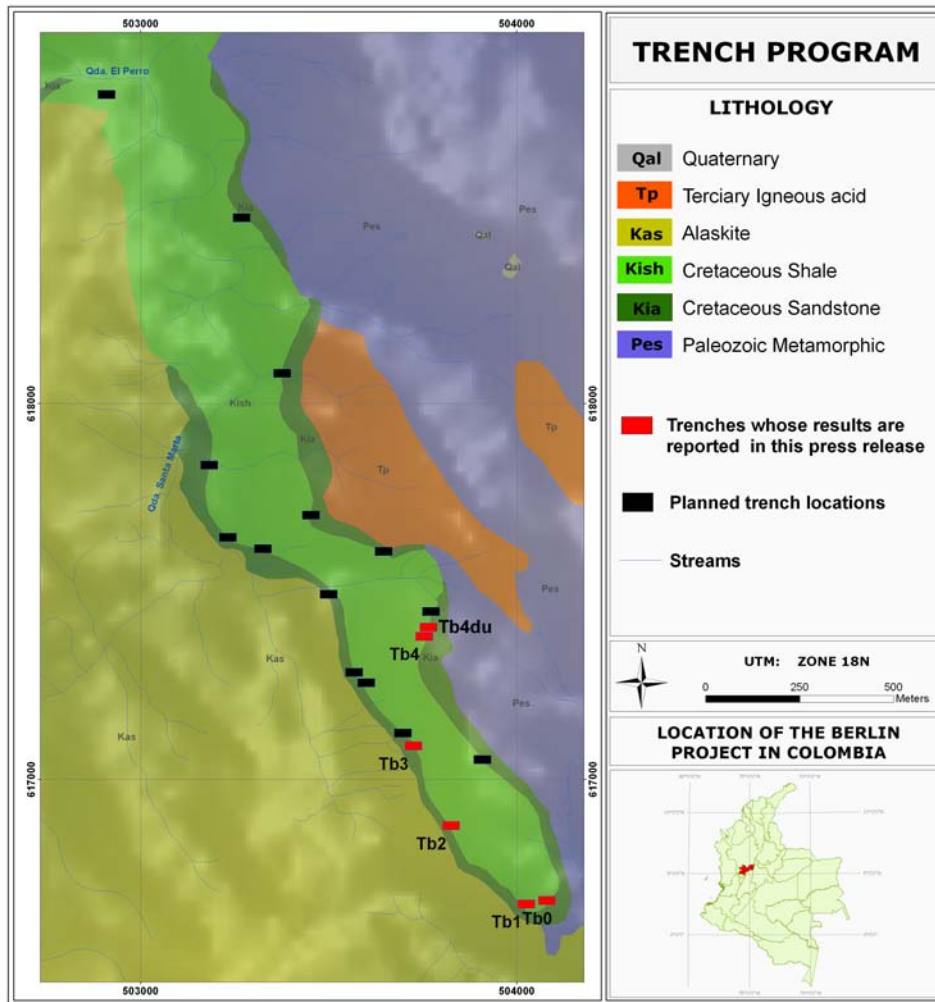 503000
504000
Qda. El Perro
Kia
Kia
Pes
Pes
Qal
Qal
618000
618000
Kish
Kia
Tp
Tp
Qda. Santa Marta
Pes
Tb4du
Tb4
Kia
Kas
Pes
Kas
Tb3
617000
617000
Tb2
Tb1
Tb0
503000
504000
TRENCH PROGRAM
LITHOLOGY
Qal Quaternary
Tp Terciary Igneous acid
Kas Alaskite
Kish Cretaceous Shale
Kia Cretaceous Sandstone
Pes Paleozoic Metamorphic
Trenches whose results are
reported in this press release
Planned trench locations
Streams
N
UTM: ZONE 18N
0 250 500
Meters
LOCATION OF THE BERLIN
PROJECT IN COLOMBIA